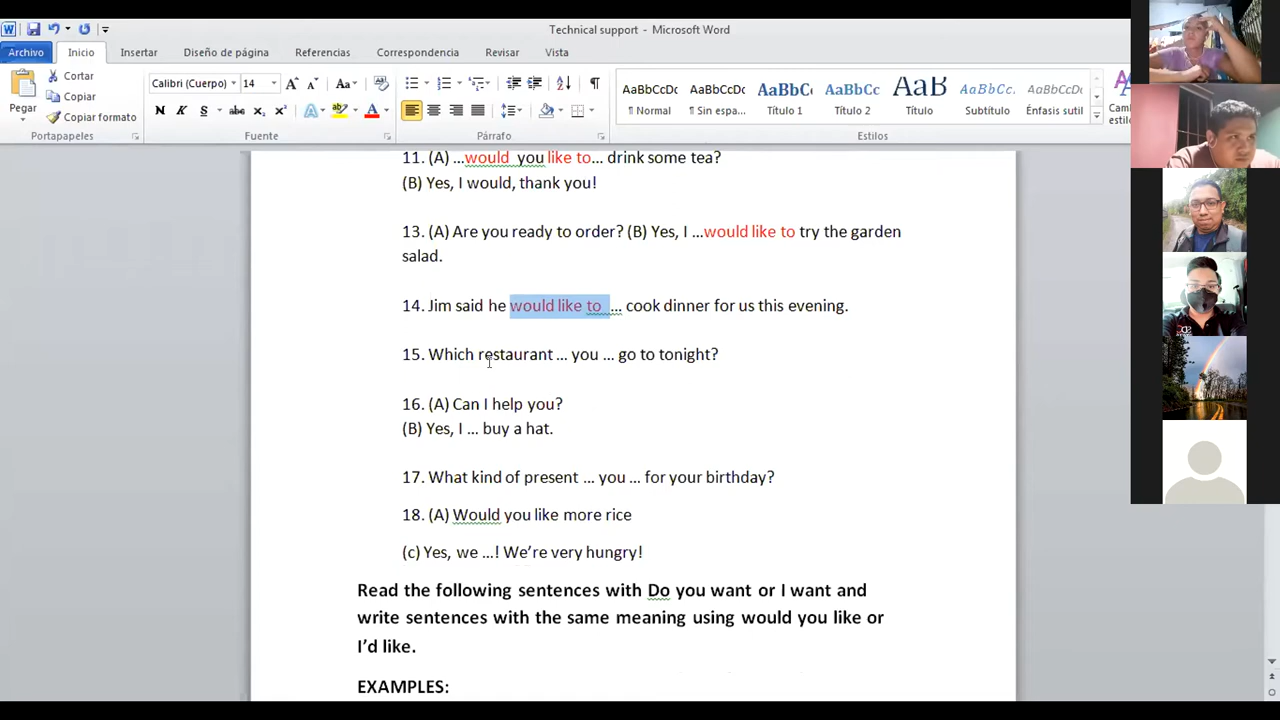 Technical support - Microsoft Word
Archivo Inicio Insertar Diseño de página Referencias Correspondencia Revisar Vista
Pegar
Cortar
Copiar
Copiar formato
Calibri (Cuerpo) 14
AaBbCcDc AaBbCcDc AaBbC AaBbCc AaB AaBbCc. AaBbCcDc
¶ Normal ¶ Sin espa... Título 1 Título 2 Título Subtítulo Énfasis sutil
Portapapeles Fuente Párrafo Estilos
11. (A) ...would you like to... drink some tea?
(B) Yes, I would, thank you!
13. (A) Are you ready to order? (B) Yes, I ...would like to try the garden
salad.
14. Jim said he would like to ... cook dinner for us this evening.
15. Which restaurant ... you ... go to tonight?
16. (A) Can I help you?
(B) Yes, I ... buy a hat.
17. What kind of present ... you ... for your birthday?
18. (A) Would you like more rice
(c) Yes, we ...! We’re very hungry!
Read the following sentences with Do you want or I want and
write sentences with the same meaning using would you like or
I’d like.
EXAMPLES: